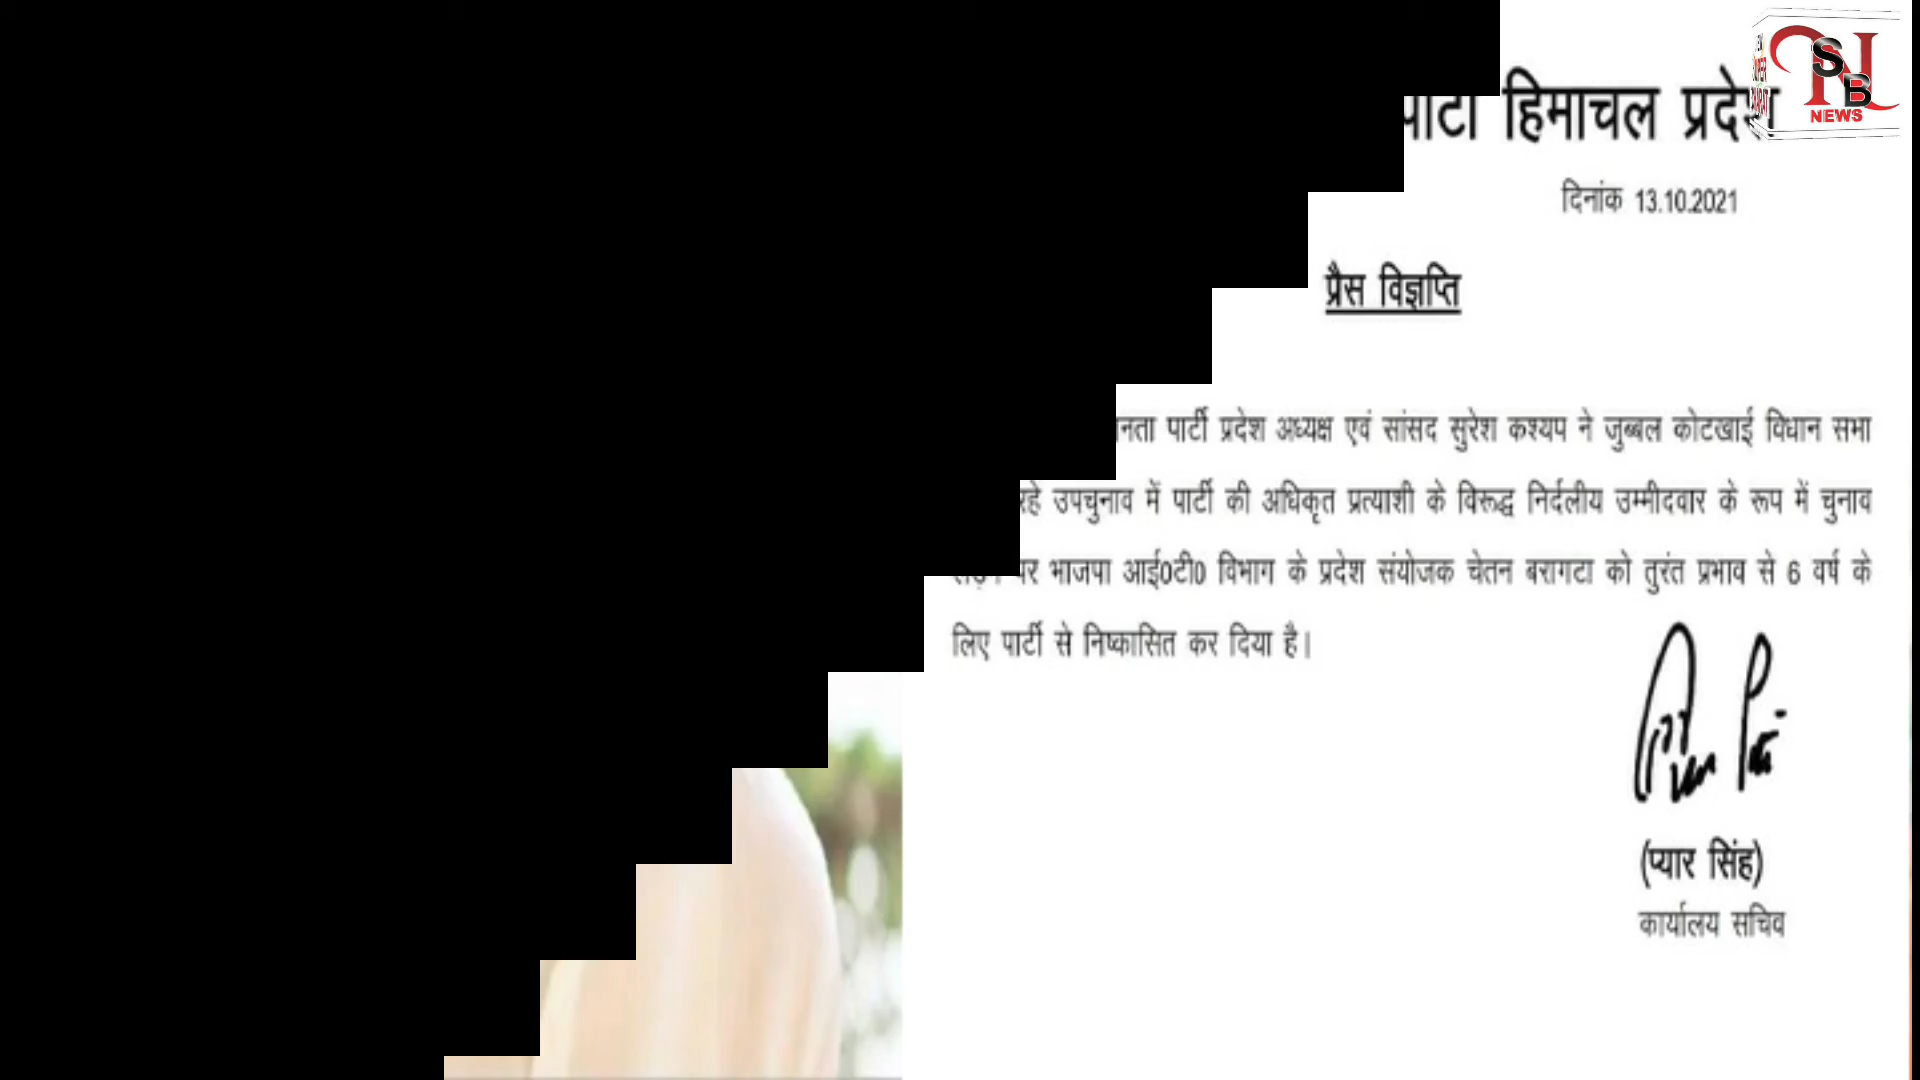 हिमाचल प्रदेश
NSB
NEWS
दिनांक 13.10.2021
प्रैस विज्ञप्ति
पार्टी प्रदेश अध्यक्ष एवं सांसद सुरेश कश्यप ने जुब्बल कोटखाई विधान सभा
रहे उपचुनाव में पार्टी की अधिकृत प्रत्याशी के विरूद्ध निर्दलीय उम्मीदवार के रूप में चुनाव
पर भाजपा आई0टी0 विभाग के प्रदेश संयोजक चेतन बरागटा को तुरंत प्रभाव से 6 वर्ष के
लिए पार्टी से निष्कासित कर दिया है।
(प्यार सिंह)
कार्यालय सचिव